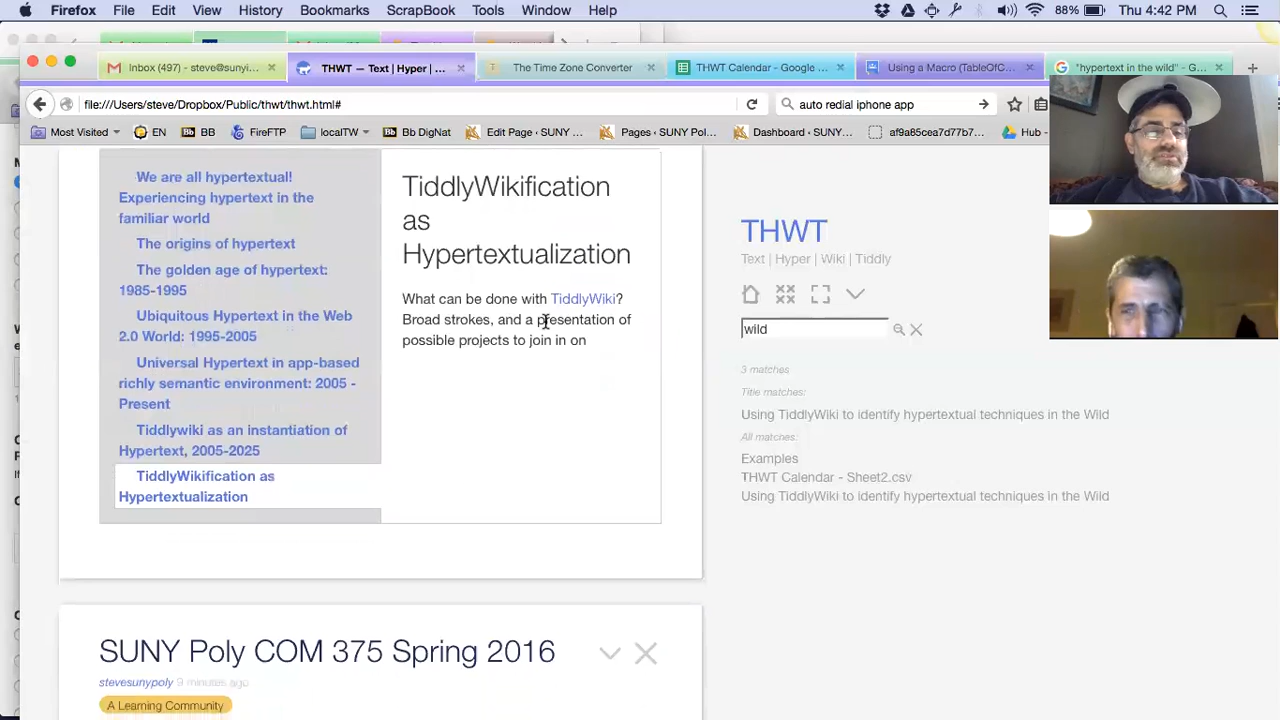 Firefox File Edit View History Bookmarks ScrapBook Tools Window Help 88% Thu 4:42 PM
Inbox (497) - steve@sunyi...
THWT — Text | Hyper | ...
The Time Zone Converter
THWT Calendar - Google ...
Using a Macro (TableOfC...
"hypertext in the wild" - G...
file:///Users/steve/Dropbox/Public/thwt/thwt.html#
auto redial iphone app
Most Visited EN BB FireFTP localTW Bb DigNat Edit Page - SUNY ... Pages - SUNY Pol... Dashboard - SUNY... af9a85cea7d77b7... Hub -
We are all hypertextual!
Experiencing hypertext in the
familiar world
The origins of hypertext
The golden age of hypertext:
1985-1995
Ubiquitous Hypertext in the Web
2.0 World: 1995-2005
Universal Hypertext in app-based
richly semantic environment: 2005 -
Present
Tiddlywiki as an instantiation of
Hypertext, 2005-2025
TiddlyWikification as
Hypertextualization
TiddlyWikification
as
Hypertextualization
What can be done with TiddlyWiki?
Broad strokes, and a presentation of
possible projects to join in on
THWT
Text | Hyper | Wiki | Tiddly
wild
3 matches
Title matches:
Using TiddlyWiki to identify hypertextual techniques in the Wild
All matches:
Examples
THWT Calendar - Sheet2.csv
Using TiddlyWiki to identify hypertextual techniques in the Wild
SUNY Poly COM 375 Spring 2016
stevesunypoly 9 minutes ago
A Learning Community